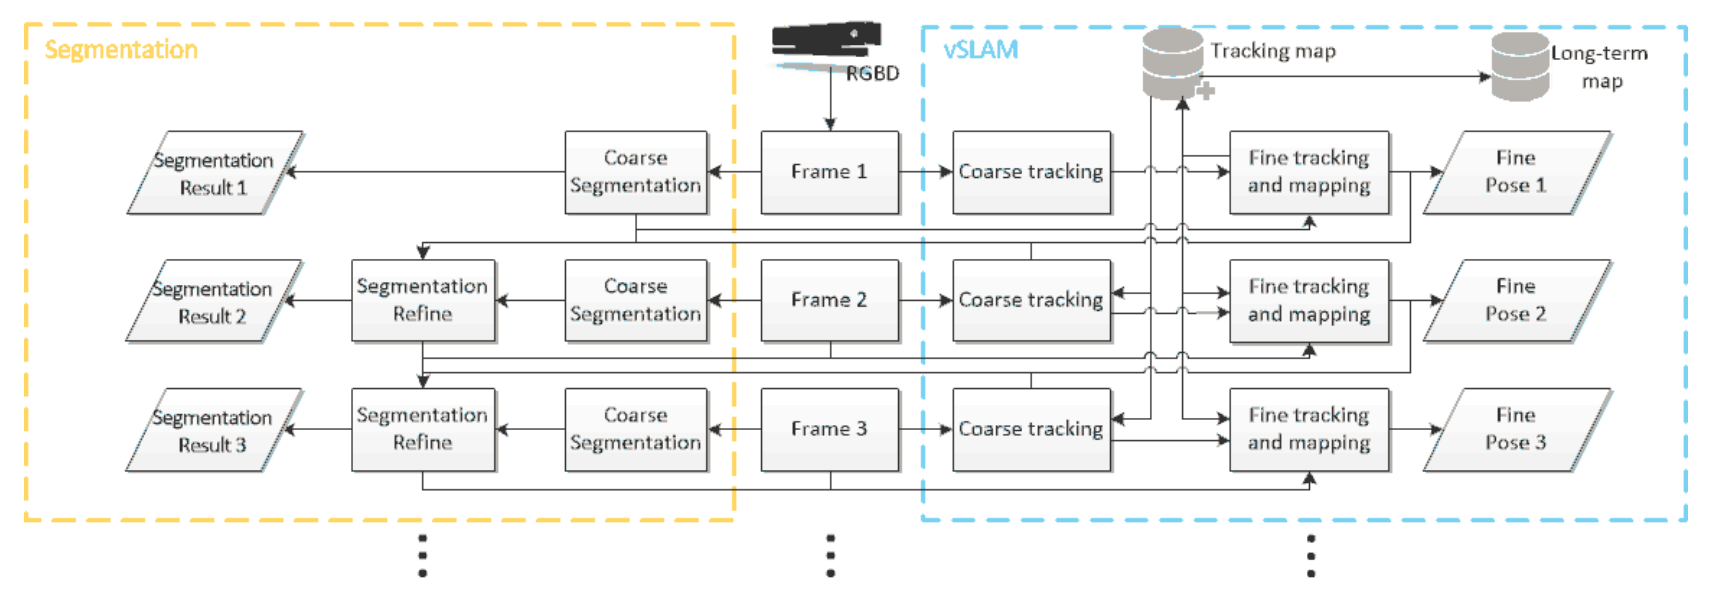 Segmentation
RGBD
vSLAM
Tracking map
Long-term
map
Segmentation
Result 1
Coarse
Segmentation
Frame 1
Coarse tracking
Fine tracking
and mapping
Fine
Pose 1
Segmentation
Result 2
Segmentation
Refine
Coarse
Segmentation
Frame 2
Coarse tracking
Fine tracking
and mapping
Fine
Pose 2
Segmentation
Result 3
Segmentation
Refine
Coarse
Segmentation
Frame 3
Coarse tracking
Fine tracking
and mapping
Fine
Pose 3